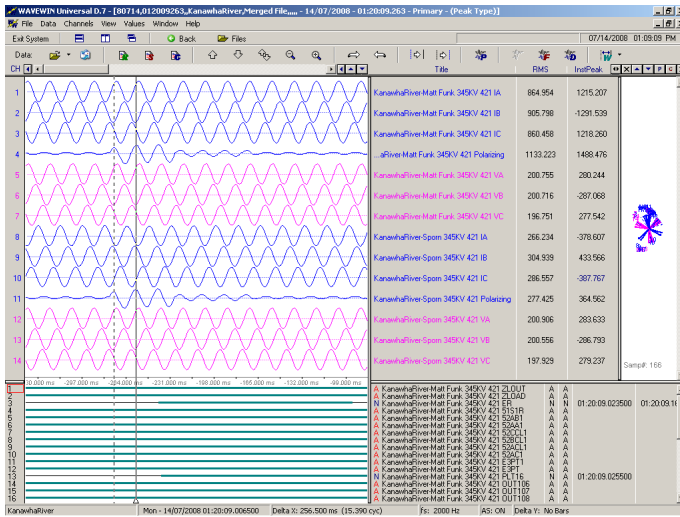 WAVEWIN Universal D.7 - [80714,012009263,,KanawhaRiver,Merged File,,,,, - 14/07/2008 - 01:20:09.263 - Primary - (Peak Type)]
File Data Channels View Values Window Help
Exit System Back Files 07/14/2008 01:09:09 PM
Data:
CH Title RMS InstPeak
1 KanawhaRiver-Matt Funk 345KV 421 IA 864.954 1215.207
2 KanawhaRiver-Matt Funk 345KV 421 IB 905.798 -1291.539
3 KanawhaRiver-Matt Funk 345KV 421 IC 860.458 1218.260
4 ...aRiver-Matt Funk 345KV 421 Polarizing 1133.223 1488.476
5 KanawhaRiver-Matt Funk 345KV 421 VA 200.755 280.244
6 KanawhaRiver-Matt Funk 345KV 421 VB 200.716 -287.068
7 KanawhaRiver-Matt Funk 345KV 421 VC 196.751 277.542
8 KanawhaRiver-Sporn 345KV 421 IA 266.234 -378.607
9 KanawhaRiver-Sporn 345KV 421 IB 304.939 433.566
10 KanawhaRiver-Sporn 345KV 421 IC 286.557 -387.767
11 KanawhaRiver-Sporn 345KV 421 Polarizing 277.425 364.562
12 KanawhaRiver-Sporn 345KV 421 VA 200.906 283.633
13 KanawhaRiver-Sporn 345KV 421 VB 200.556 -286.793
14 KanawhaRiver-Sporn 345KV 421 VC 197.929 279.237
Samp#: 166
-297.000 ms -264.000 ms -231.000 ms -198.000 ms -165.000 ms -132.000 ms -99.000 ms
1 A KanawhaRiver-Matt Funk 345KV 421 ZLOUT A A
2 A KanawhaRiver-Matt Funk 345KV 421 ZLOAD A A
3 N KanawhaRiver-Matt Funk 345KV 421 ER N N 01:20:09.023500
4 A KanawhaRiver-Matt Funk 345KV 421 51S1R A A
5 A KanawhaRiver-Matt Funk 345KV 421 52AB1 A A
6 A KanawhaRiver-Matt Funk 345KV 421 52AA1 A A
7 A KanawhaRiver-Matt Funk 345KV 421 52CCL1 A A
8 A KanawhaRiver-Matt Funk 345KV 421 52BCL1 A A
9 A KanawhaRiver-Matt Funk 345KV 421 52ACL1 A A
10 A KanawhaRiver-Matt Funk 345KV 421 52AC1 A A
11 A KanawhaRiver-Matt Funk 345KV 421 E3PT1 A A
12 A KanawhaRiver-Matt Funk 345KV 421 E3PT A A
13 N KanawhaRiver-Matt Funk 345KV 421 PLT16 N N 01:20:09.025500
14 A KanawhaRiver-Matt Funk 345KV 421 OUT106 A A
15 A KanawhaRiver-Matt Funk 345KV 421 OUT107 A A
16 A KanawhaRiver-Matt Funk 345KV 421 OUT108 A A
KanawhaRiver Mon - 14/07/2008 01:20:09.006500 Delta X: 256.500 ms (15.390 cyc) fs: 2000 Hz AS: ON Delta Y: No Bars